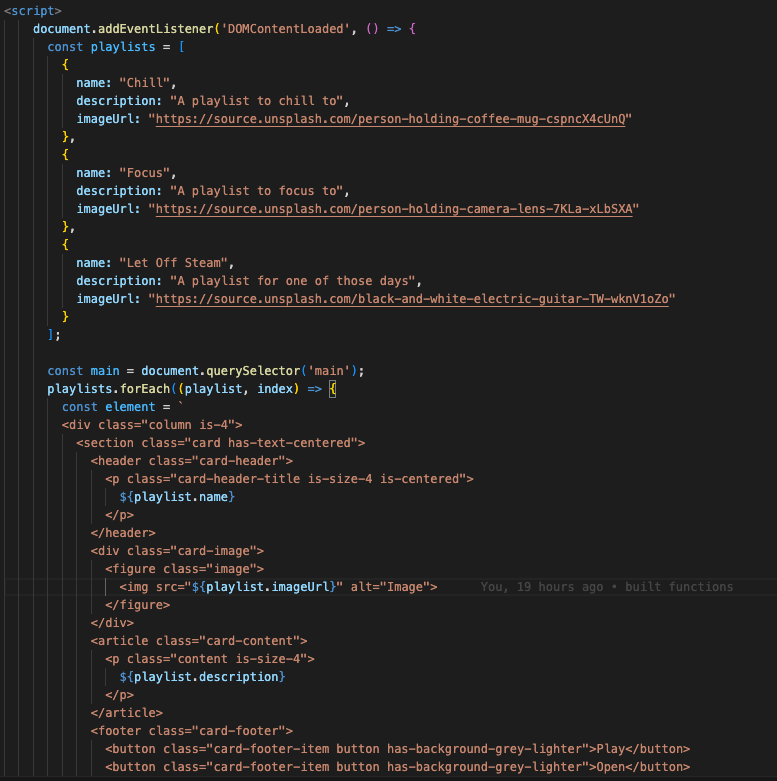 <script>
document.addEventListener('DOMContentLoaded', () => {
const playlists = [
{
name: "Chill",
description: "A playlist to chill to",
imageUrl: "https://source.unsplash.com/person-holding-coffee-mug-cspncX4cUnQ"
},
{
name: "Focus",
description: "A playlist to focus to",
imageUrl: "https://source.unsplash.com/person-holding-camera-lens-7KLa-xLbSXA"
},
{
name: "Let Off Steam",
description: "A playlist for one of those days",
imageUrl: "https://source.unsplash.com/black-and-white-electric-guitar-TW-wknV1oZo"
}
];
const main = document.querySelector('main');
playlists.forEach((playlist, index) => {
const element = `
<div class="column is-4">
<section class="card has-text-centered">
<header class="card-header">
<p class="card-header-title is-size-4 is-centered">
${playlist.name}
</p>
</header>
<div class="card-image">
<figure class="image">
<img src="${playlist.imageUrl}" alt="Image"> You, 19 hours ago • built functions
</figure>
</div>
<article class="card-content">
<p class="content is-size-4">
${playlist.description}
</p>
</article>
<footer class="card-footer">
<button class="card-footer-item button has-background-grey-lighter">Play</button>
<button class="card-footer-item button has-background-grey-lighter">Open</button>